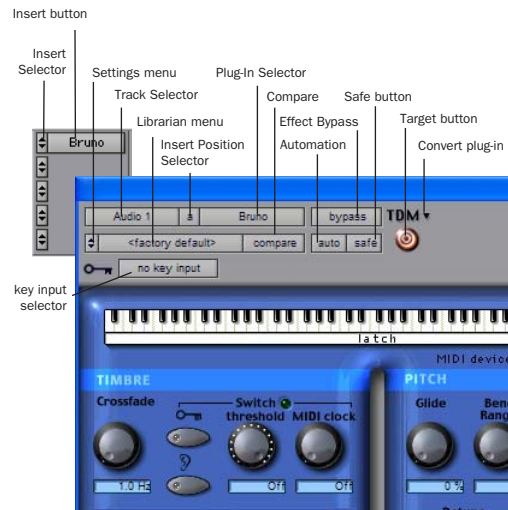 Insert button
Insert
Selector
Settings menu
Plug-In Selector
Track Selector
Compare
Safe button
Librarian menu
Effect Bypass
Target button
Insert Position
Selector
Automation
Convert plug-in
Bruno
Audio 1
a
Bruno
bypass
TDM
<factory default>
compare
auto
safe
no key input
key input
selector
latch
MIDI device
TIMBRE
PITCH
Crossfade
Switch
threshold
MIDI clock
Glide
Ben
Rang
1.0 Hz
Off
Off
0 %